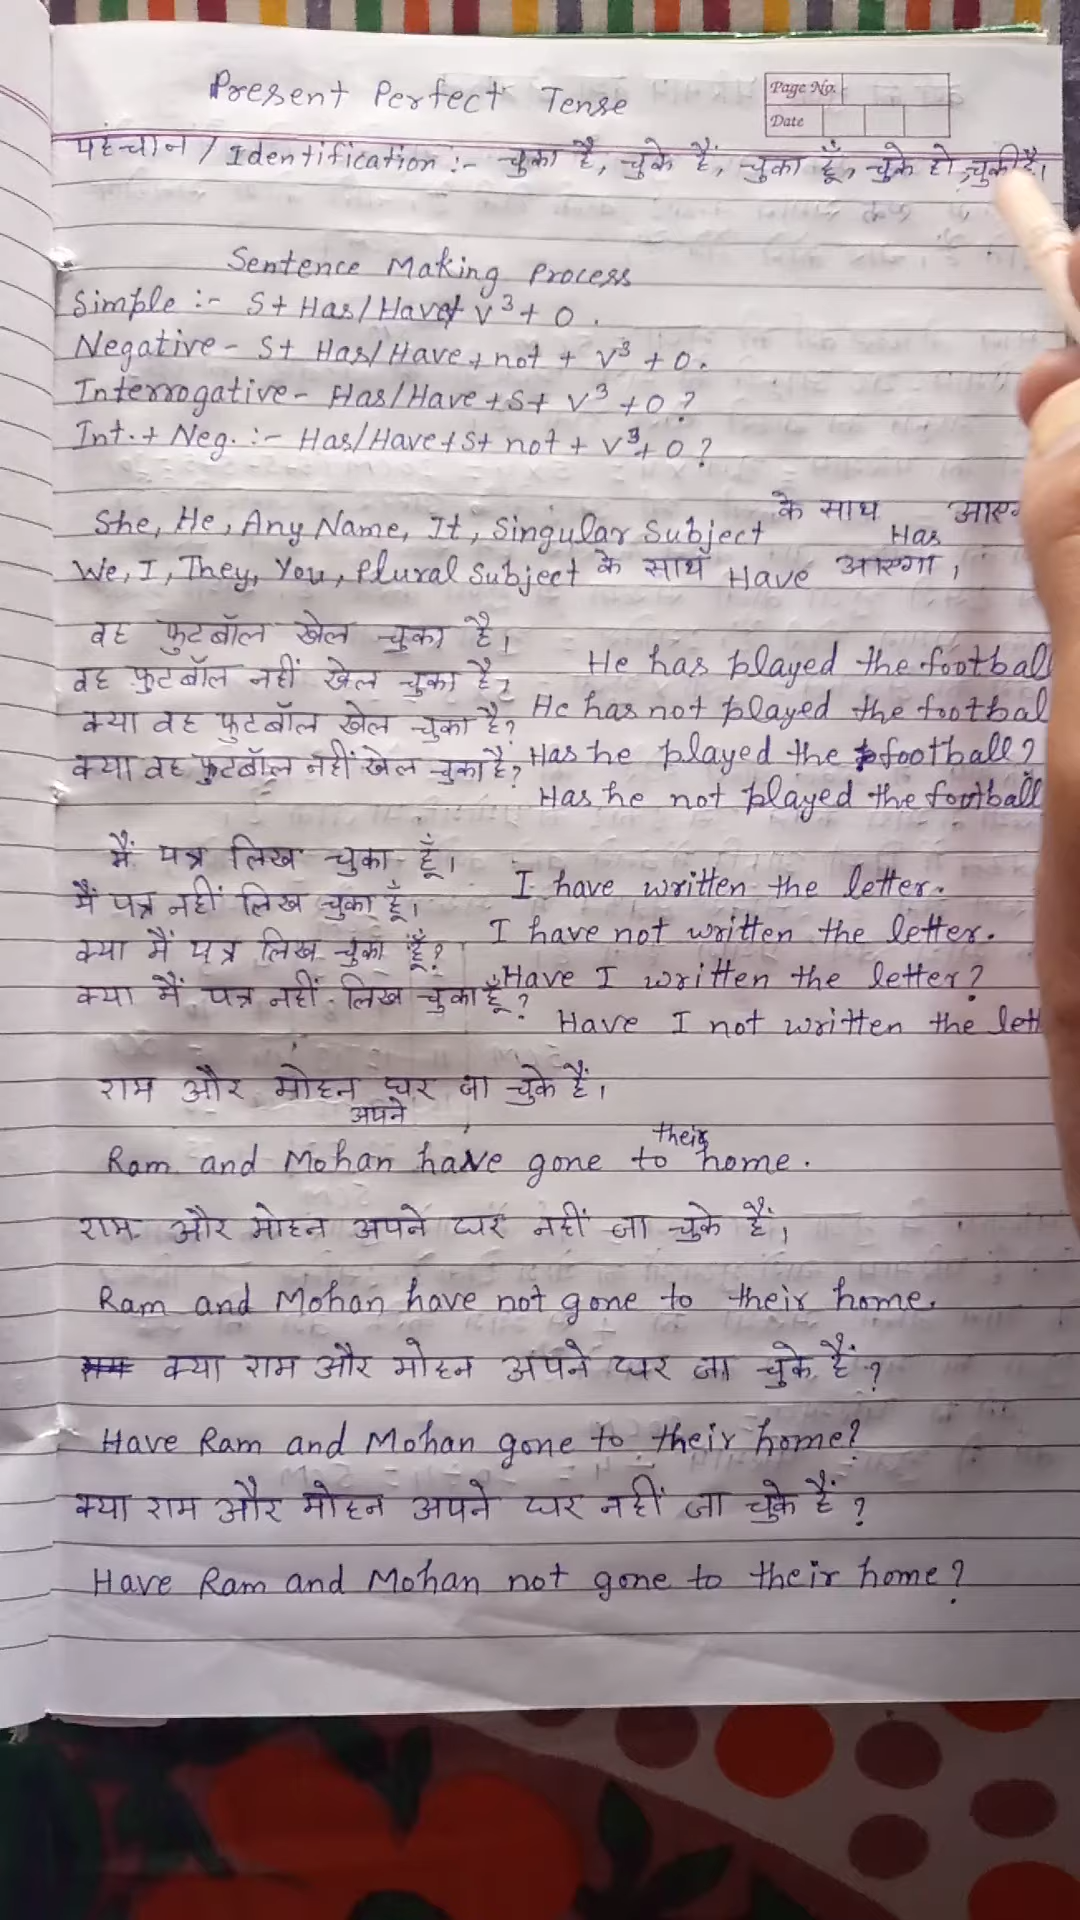 Present Perfect Tense
Page No.
Date
पहचान / Identification :- चुका है, चुके हैं, चुका हूँ, चुके हो, चुकी है।
Sentence Making Process
Simple :- S+ Has/Have+ V³+ O.
Negative - S+ Has/Have+not + V³ +O.
Interrogative - Has/Have +S+ V³ +O?
Int.+ Neg. :- Has/Have+S+ not + V³+O?
She, He, Any Name, It, Singular Subject के साथ Has
We, I, They, You, Plural Subject के साथ Have आएगा।
वह फुटबॉल खेल चुका है।
He has played the football
वह फुटबॉल नहीं खेल चुका है,
He has not played the footbal
क्या वह फुटबॉल खेल चुका है?
Has he played the football?
क्या वह फुटबॉल नहीं खेल चुका है?
Has he not played the football
मैं पत्र लिख चुका हूँ।
I have written the letter.
मैं पत्र नहीं लिख चुका हूँ।
I have not written the letter.
क्या मैं पत्र लिख चुका हूँ?
Have I written the letter?
क्या मैं पत्र नहीं लिख चुका हूँ?
Have I not written the lett
राम और मोहन अपने घर जा चुके हैं।
Ram and Mohan have gone to their home.
राम और मोहन अपने घर नहीं जा चुके हैं,
Ram and Mohan have not gone to their home.
क्या राम और मोहन अपने घर जा चुके हैं?
Have Ram and Mohan gone to their home?
क्या राम और मोहन अपने घर नहीं जा चुके हैं?
Have Ram and Mohan not gone to their home?